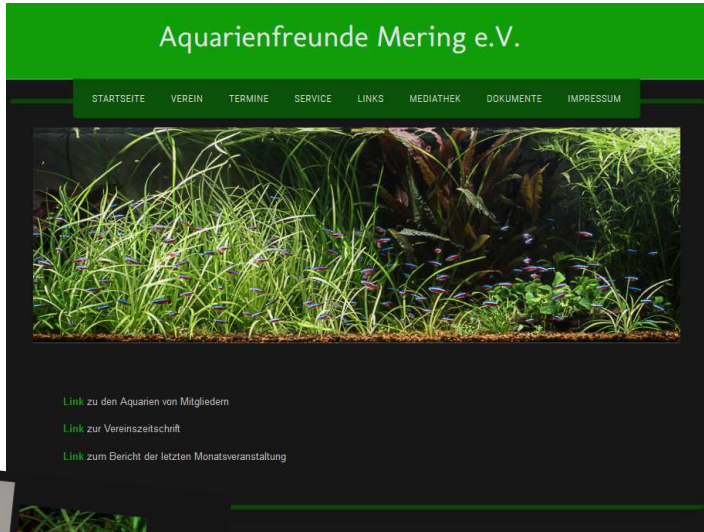 Aquarienfreunde Mering e.V.
STARTSEITE VEREIN TERMINE SERVICE LINKS MEDIATHEK DOKUMENTE IMPRESSUM
Link zu den Aquarien von Mitgliedern
Link zur Vereinszeitschrift
Link zum Bericht der letzten Monatsveranstaltung